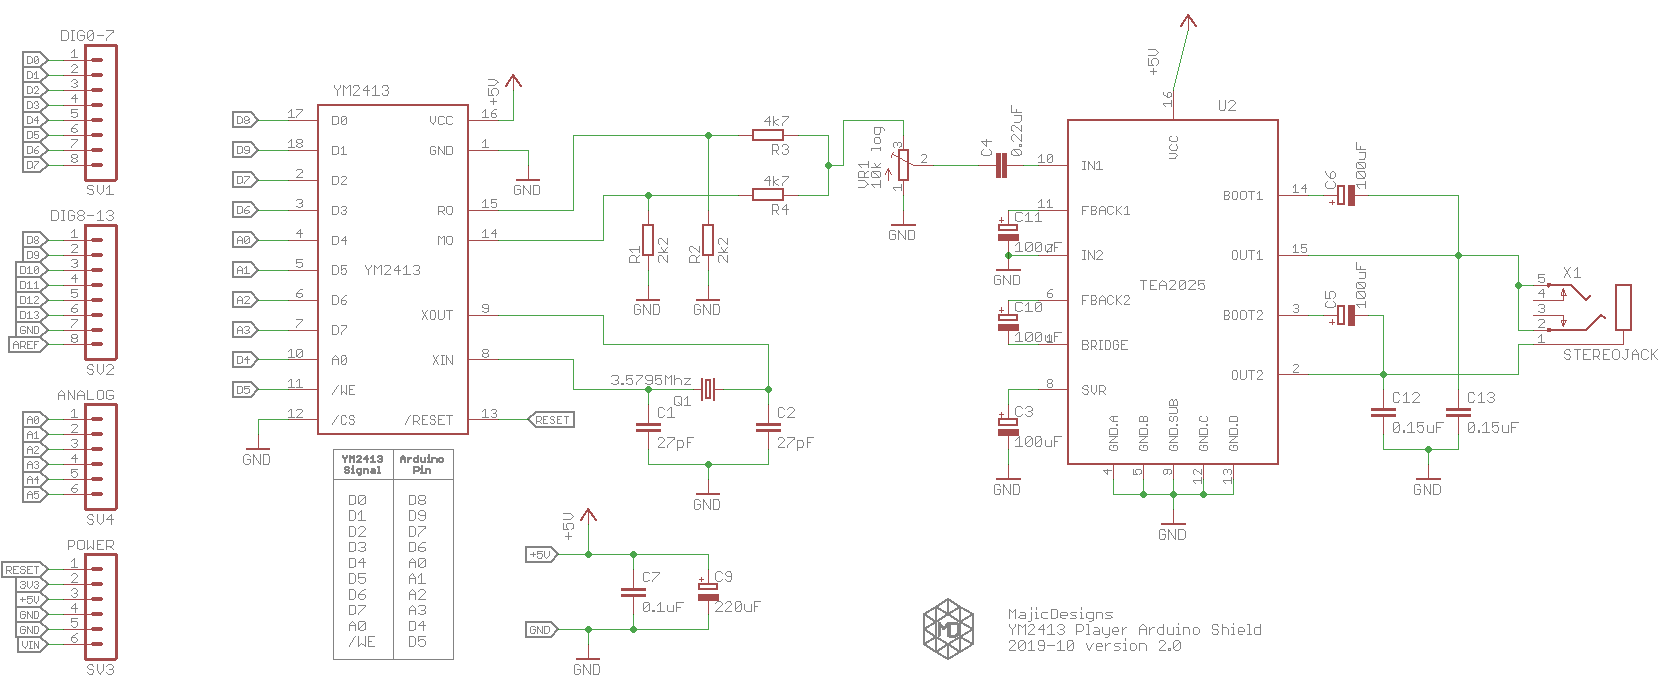 DIG0-7
D0 1
D1 2
D2 3
D3 4
D4 5
D5 6
D6 7
D7 8
SV1
DIG8-13
D8 1
D9 2
D10 3
D11 4
D12 5
D13 6
GND 7
AREF 8
SV2
ANALOG
A0 1
A1 2
A2 3
A3 4
A4 5
A5 6
SV4
POWER
RESET 1
3V3 2
+5V 3
GND 4
GND 5
VIN 6
SV3
YM2413
D8 17 D0
D9 18 D1
D7 2 D2
D6 3 D3
A0 4 D4
A1 5 D5
A2 6 D6
A3 7 D7
D4 10 A0
D5 11 /WE
12 /CS
GND
YM2413
VCC 16
+5V
GND 1
GND
RO 15
MO 14
XOUT 9
XIN 8
/RESET 13
RESET
4k7
R3
4k7
R4
R1
2k2
R2
2k2
GND
GND
3.5795Mhz
Q1
C1
27pF
C2
27pF
GND
VR1
10k log
3
2
1
GND
C4
0.22uF
YM2413 Signal
Arduino Pin
D0 D8
D1 D9
D2 D7
D3 D6
D4 A0
D5 A1
D6 A2
D7 A3
A0 D4
/WE D5
+5V
+5V
C7
0.1uF
+
C9
220uF
GND
GND
+5V
16
VCC
U2
10 IN1
11 FBACK1
+
C11
100uF
7 IN2
GND
6 FBACK2
+
C10
100uF
1 BRIDGE
8 SVR
+
C3
100uF
GND
TEA2025
BOOT1 14
OUT1 15
BOOT2 3
OUT2 2
GND.A 4
GND.B 5
GND.SUB 9
GND.C 12
GND.D 13
GND
C6
+
100uF
C5
+
100uF
C12
0.15uF
C13
0.15uF
GND
X1
5
4
3
2
1
STEREOJACK
MD
MajicDesigns
YM2413 Player Arduino Shield
2019-10 version 2.0